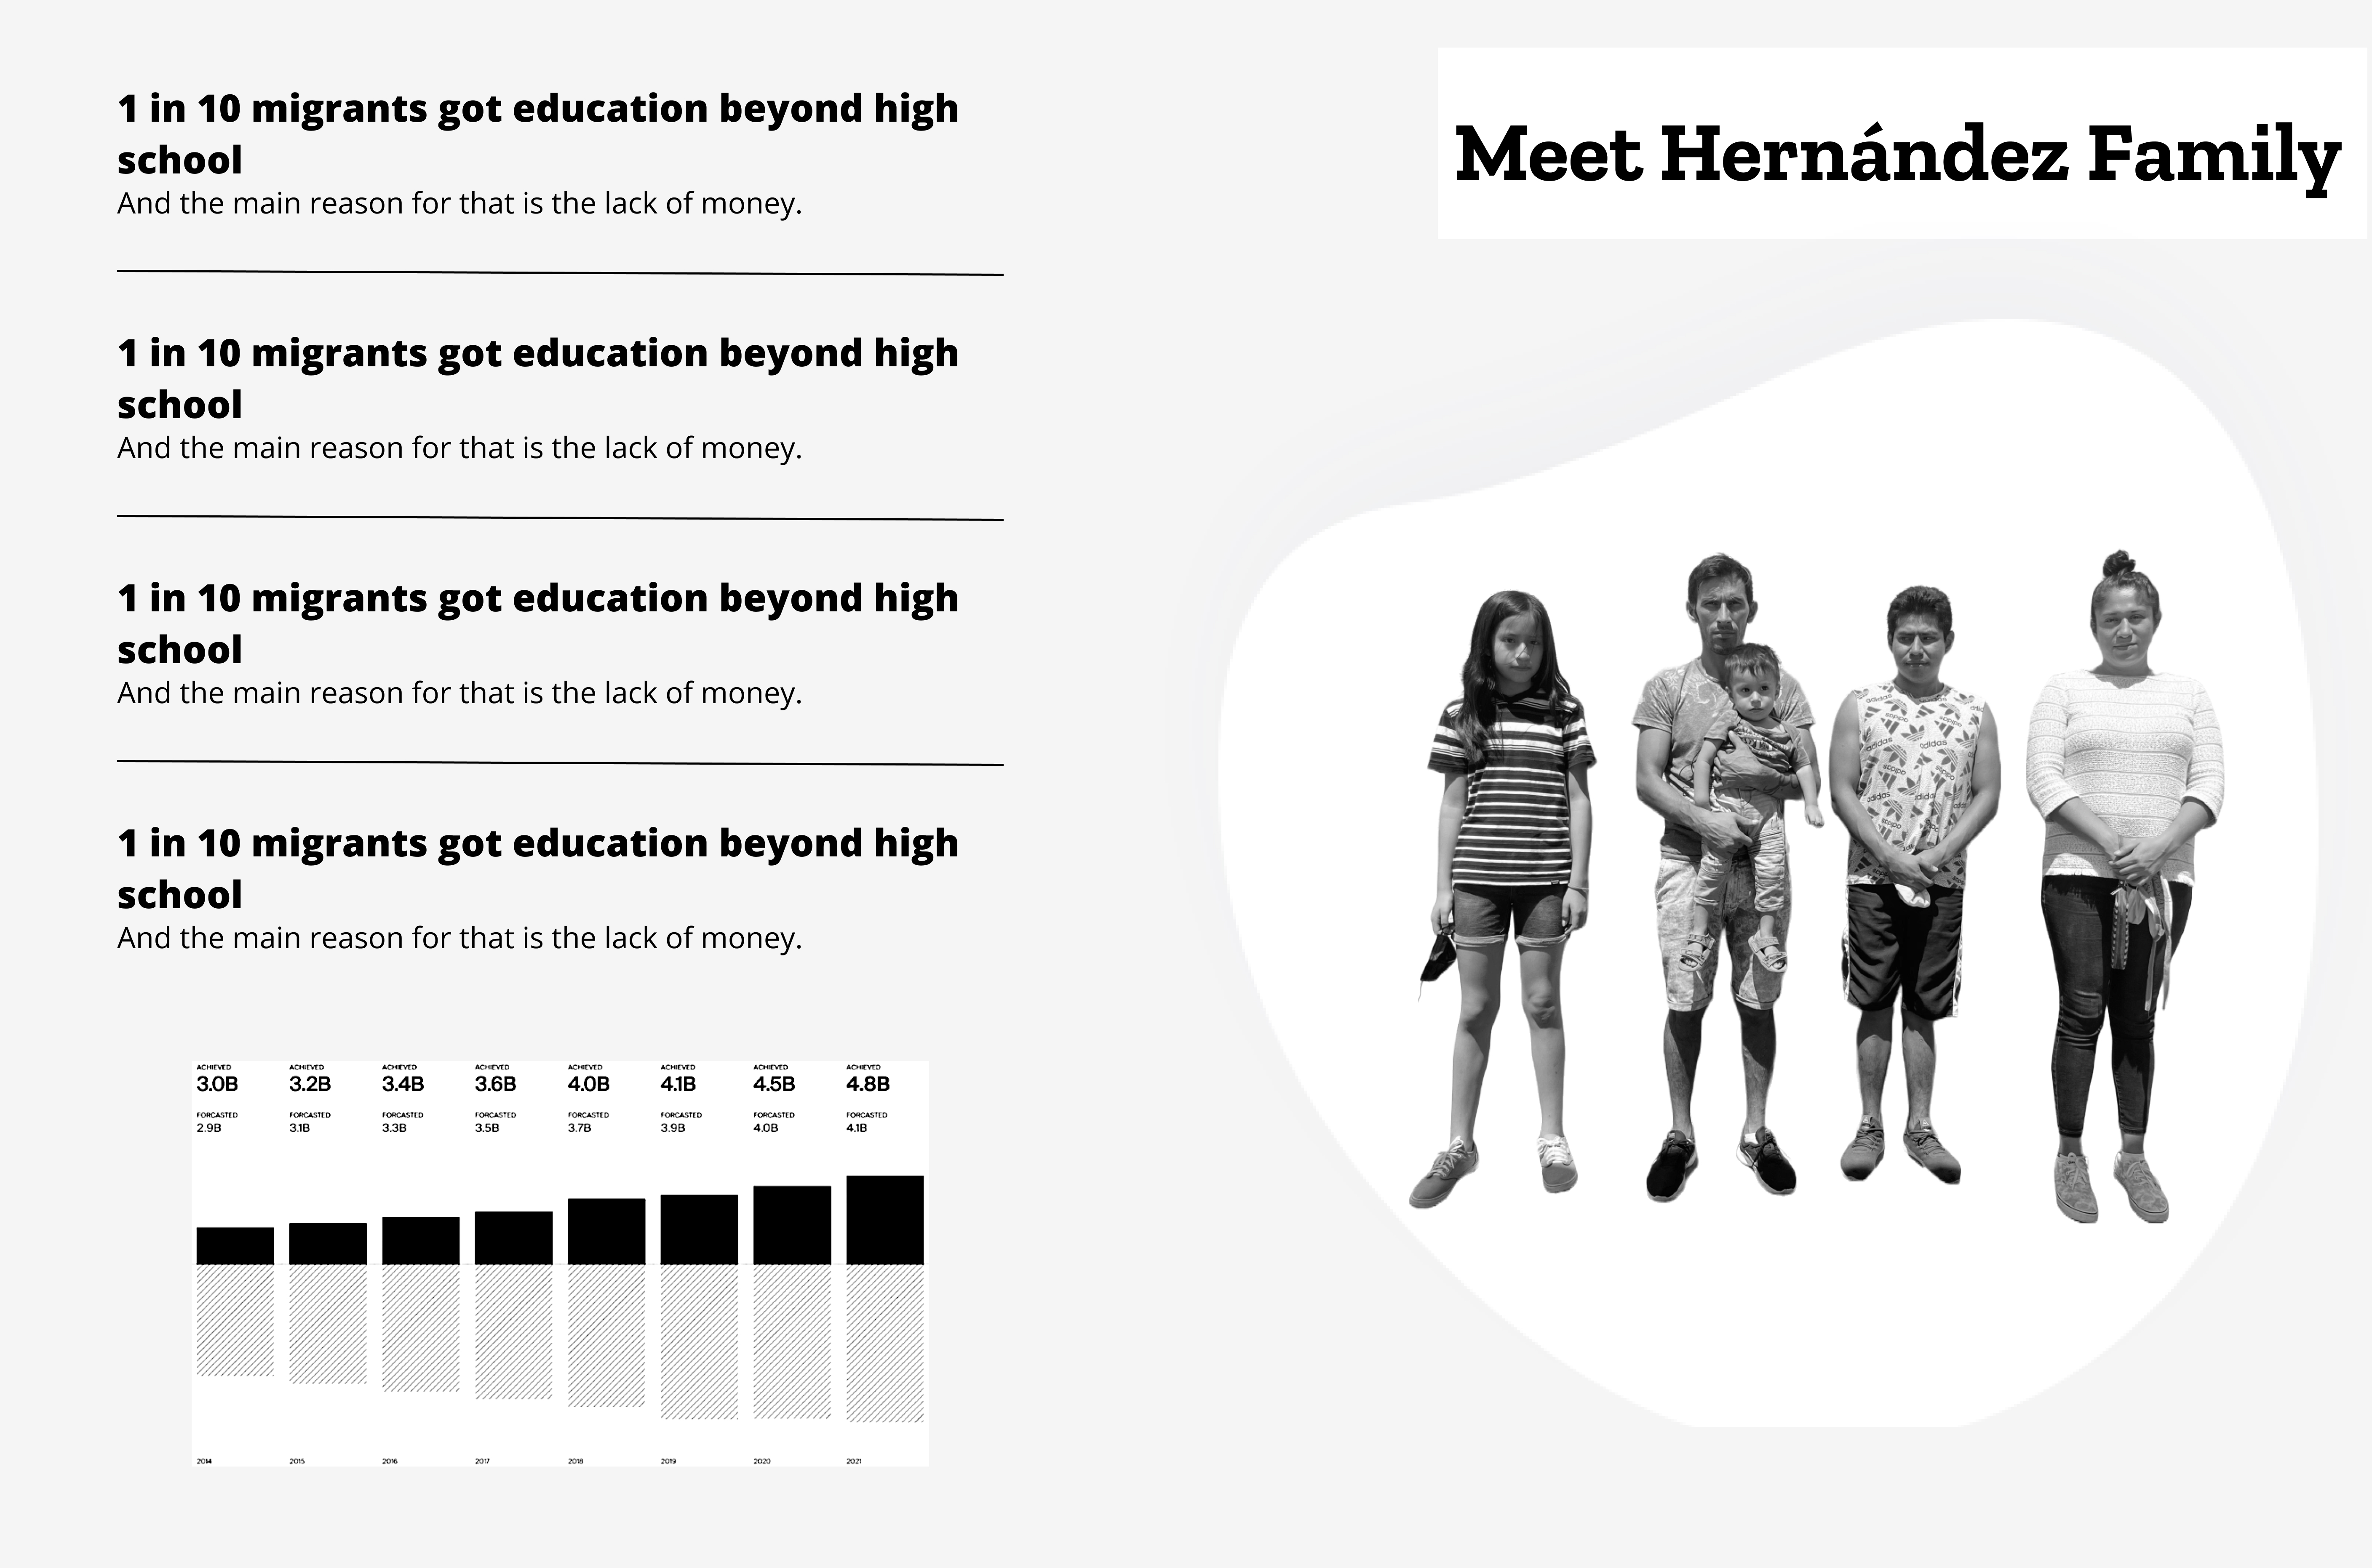 1 in 10 migrants got education beyond high
school
And the main reason for that is the lack of money.
1 in 10 migrants got education beyond high
school
And the main reason for that is the lack of money.
1 in 10 migrants got education beyond high
school
And the main reason for that is the lack of money.
1 in 10 migrants got education beyond high
school
And the main reason for that is the lack of money.
ACHIEVED ACHIEVED ACHIEVED ACHIEVED ACHIEVED ACHIEVED ACHIEVED ACHIEVED
3.0B 3.2B 3.4B 3.6B 4.0B 4.1B 4.5B 4.8B
FORCASTED FORCASTED FORCASTED FORCASTED FORCASTED FORCASTED FORCASTED FORCASTED
2.9B 3.1B 3.3B 3.5B 3.7B 3.9B 4.0B 4.1B
2014 2015 2016 2017 2018 2019 2020 2021
Meet Hernández Family
adidas